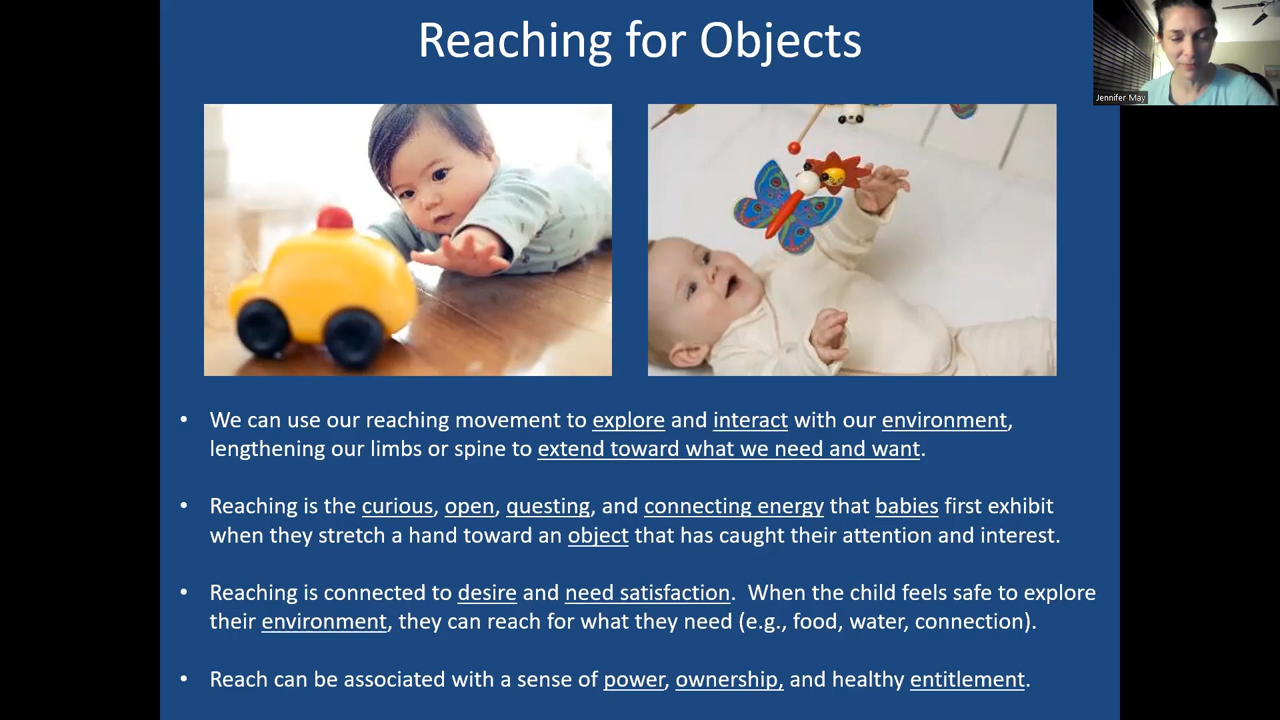 Reaching for Objects
Jennifer May
• We can use our reaching movement to explore and interact with our environment,
lengthening our limbs or spine to extend toward what we need and want.
• Reaching is the curious, open, questing, and connecting energy that babies first exhibit
when they stretch a hand toward an object that has caught their attention and interest.
• Reaching is connected to desire and need satisfaction.  When the child feels safe to explore
their environment, they can reach for what they need (e.g., food, water, connection).
• Reach can be associated with a sense of power, ownership, and healthy entitlement.